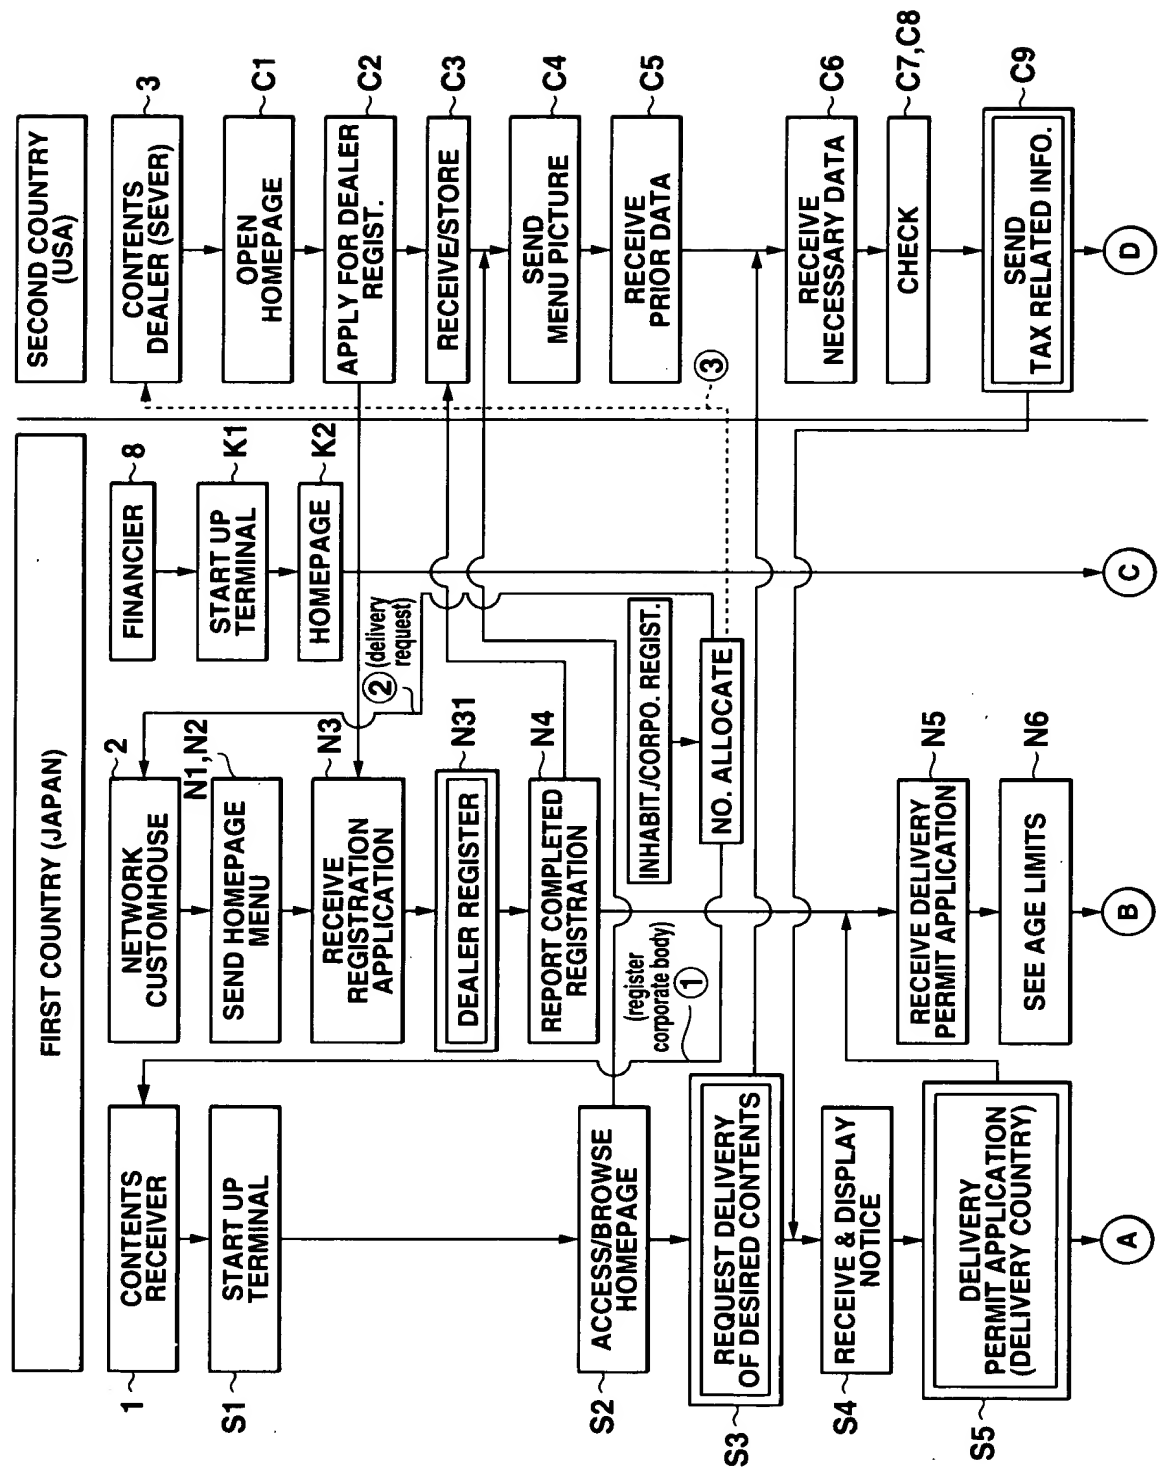 FIRST COUNTRY (JAPAN)
SECOND COUNTRY
(USA)
1
CONTENTS
RECEIVER
S1
START UP
TERMINAL
S2
ACCESS/BROWSE
HOMEPAGE
S3
REQUEST DELIVERY
OF DESIRED CONTENTS
S4
RECEIVE & DISPLAY
NOTICE
S5
DELIVERY
PERMIT APPLICATION
(DELIVERY COUNTRY)
A
2
NETWORK
CUSTOMHOUSE
N1,N2
SEND HOMEPAGE
MENU
N3
RECEIVE
REGISTRATION
APPLICATION
N31
DEALER REGISTER
N4
REPORT COMPLETED
REGISTRATION
(register
corporate body)
1
2
(delivery
request)
INHABIT./CORPO. REGIST.
NO. ALLOCATE
N5
RECEIVE DELIVERY
PERMIT APPLICATION
N6
SEE AGE LIMITS
B
8
FINANCIER
K1
START UP
TERMINAL
K2
HOMEPAGE
C
3
CONTENTS
DEALER (SEVER)
C1
OPEN
HOMEPAGE
C2
APPLY FOR DEALER
REGIST.
C3
RECEIVE/STORE
C4
SEND
MENU PICTURE
C5
RECEIVE
PRIOR DATA
3
C6
RECEIVE
NECESSARY DATA
C7,C8
CHECK
C9
SEND
TAX RELATED INFO.
D